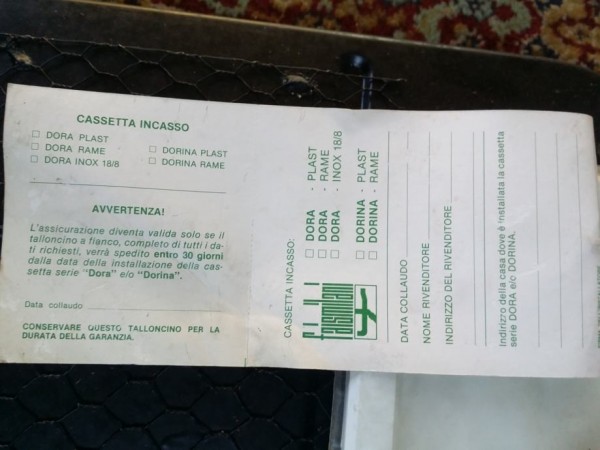 CASSETTA INCASSO
□ DORA PLAST
□ DORA RAME
□ DORA INOX 18/8
□ DORINA PLAST
□ DORINA RAME
AVVERTENZA!
L'assicurazione diventa valida solo se il
talloncino a fianco, completo di tutti i da-
ti richiesti, verrà spedito entro 30 giorni
dalla data della installazione della cas-
setta serie "Dora" e/o "Dorina".
Data collaudo
CONSERVARE QUESTO TALLONCINO PER LA
DURATA DELLA GARANZIA.
CASSETTA INCASSO:
□ DORA - PLAST
□ DORA - RAME
□ DORA - INOX 18/8
□ DORINA - PLAST
□ DORINA - RAME
DATA COLLAUDO
NOME RIVENDITORE
INDIRIZZO DEL RIVENDITORE
Indirizzo della casa dove è installata la cassetta
serie DORA e/o DORINA.